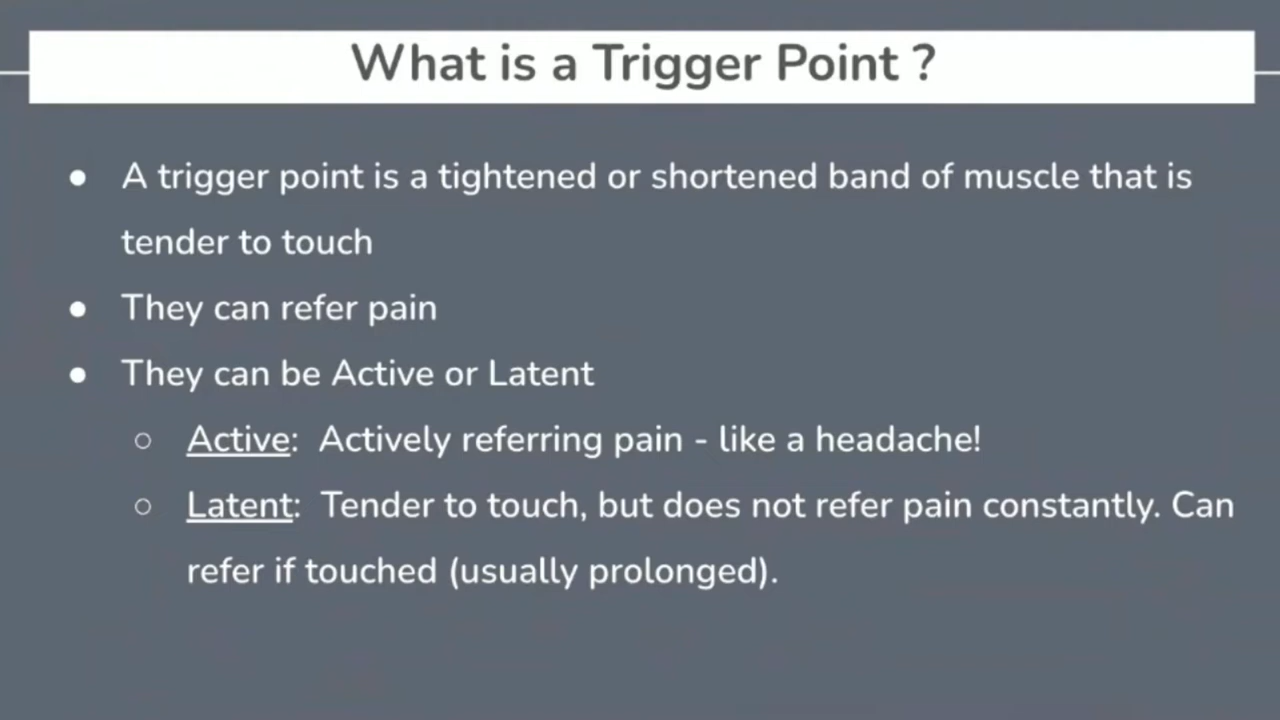 What is a Trigger Point ?
● A trigger point is a tightened or shortened band of muscle that is
tender to touch
● They can refer pain
● They can be Active or Latent
○ Active:  Actively referring pain - like a headache!
○ Latent:  Tender to touch, but does not refer pain constantly. Can
refer if touched (usually prolonged).